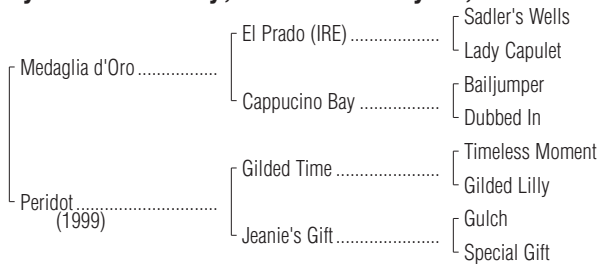 Sadler's Wells
El Prado (IRE) ....................
Lady Capulet
Medaglia d'Oro ..................
Bailjumper
Cappucino Bay ..................
Dubbed In
Timeless Moment
Gilded Time .......................
Gilded Lilly
Peridot ................................
(1999)
Gulch
Jeanie's Gift .......................
Special Gift